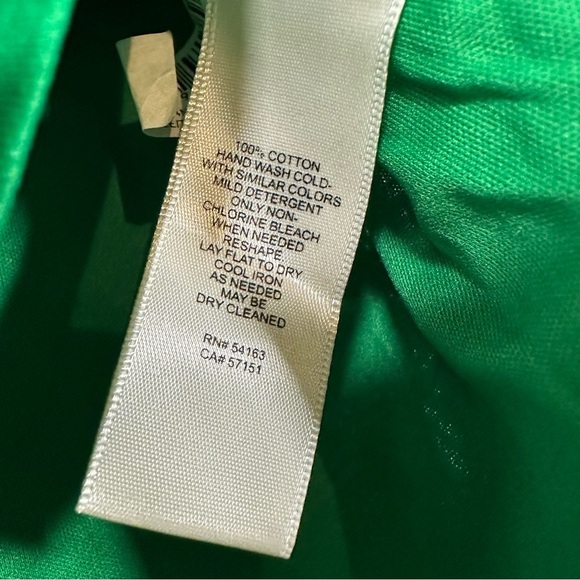 100% COTTON
HAND WASH COLD-
WITH SIMILAR COLORS
MILD DETERGENT
ONLY NON-
CHLORINE BLEACH
WHEN NEEDED
RESHAPE
LAY FLAT TO DRY
COOL IRON
AS NEEDED
MAY BE
DRY CLEANED
RN# 54163
CA# 57151